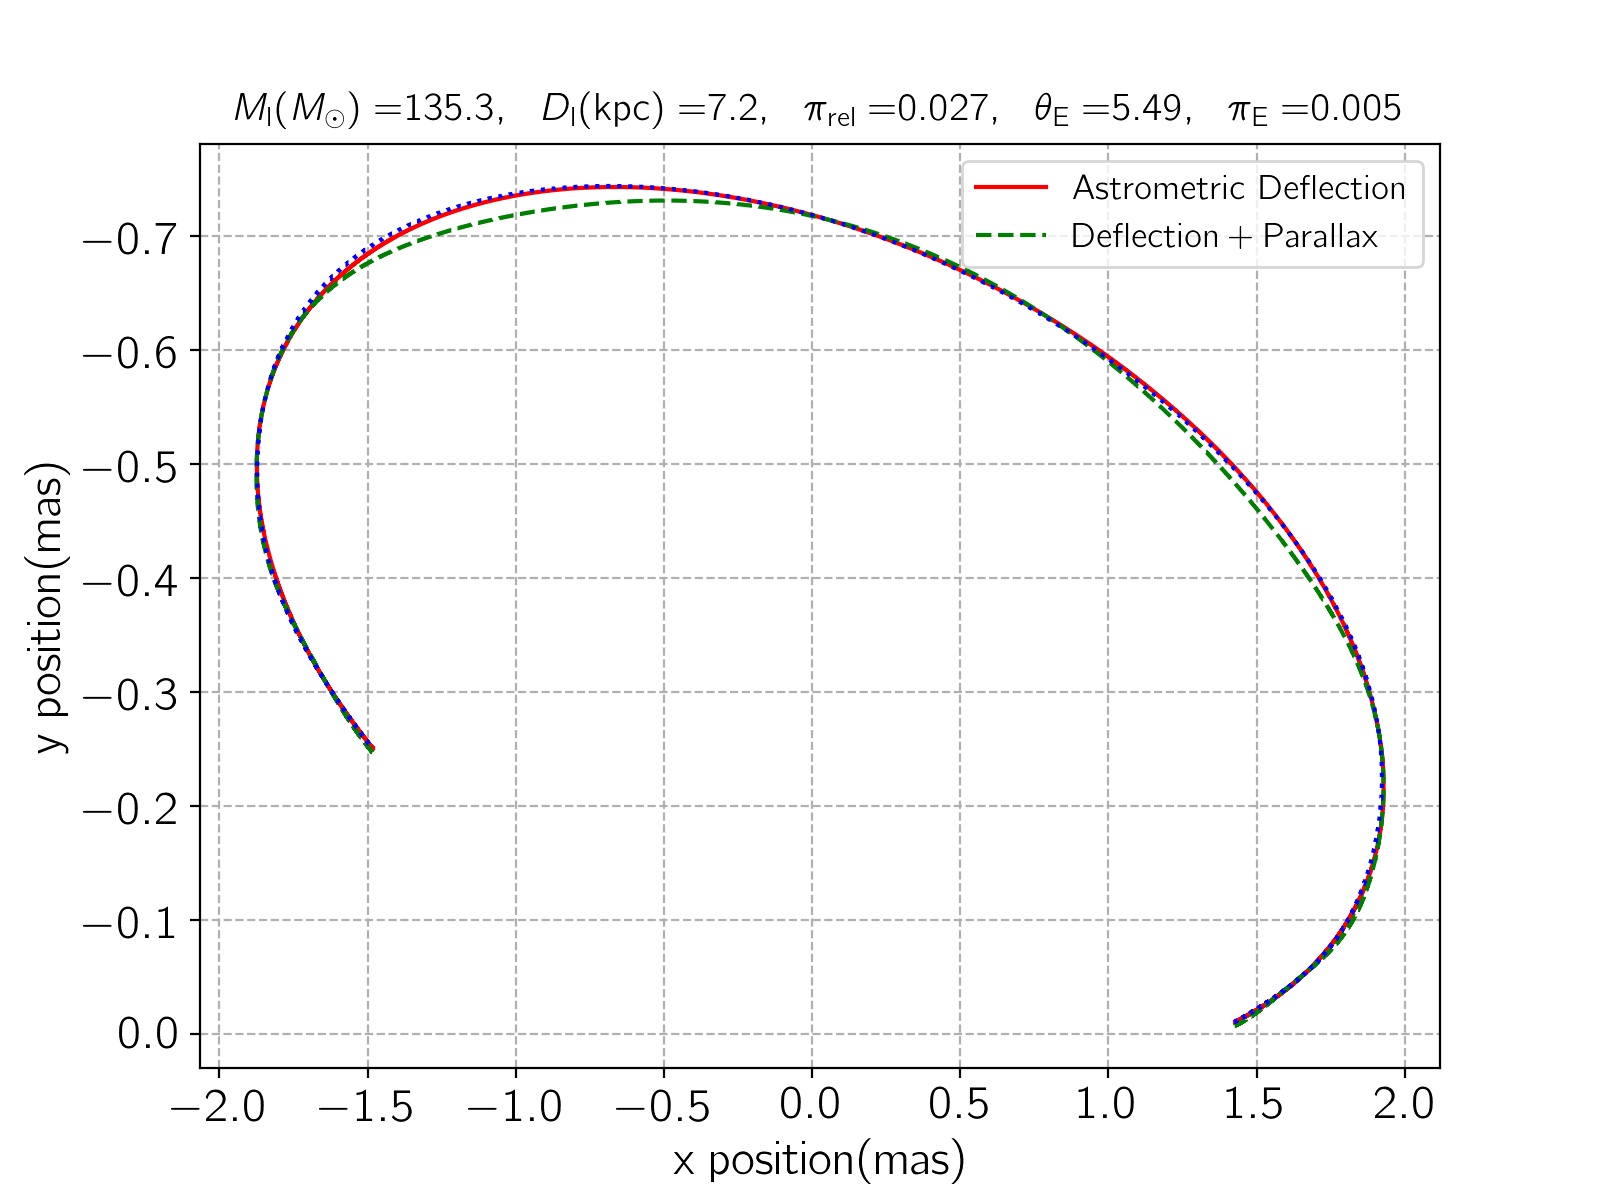 M_l(M_⊙) =135.3, D_l(kpc) =7.2, π_rel =0.027, θ_E =5.49, π_E =0.005
Astrometric Deflection
Deflection + Parallax
−0.7
−0.6
−0.5
−0.4
−0.3
−0.2
−0.1
0.0
y position(mas)
−2.0 −1.5 −1.0 −0.5 0.0 0.5 1.0 1.5 2.0
x position(mas)